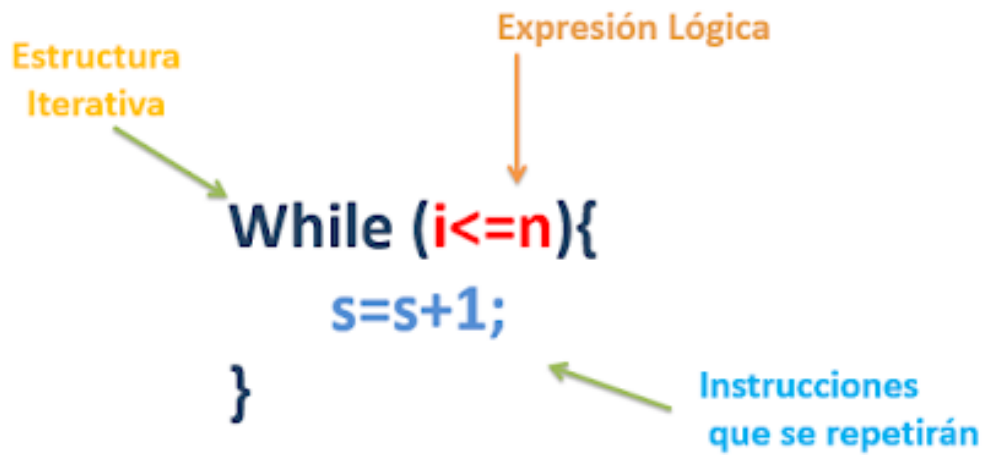 Expresión Lógica
Estructura
Iterativa
While (i<=n){
s=s+1;
}
Instrucciones
que se repetirán